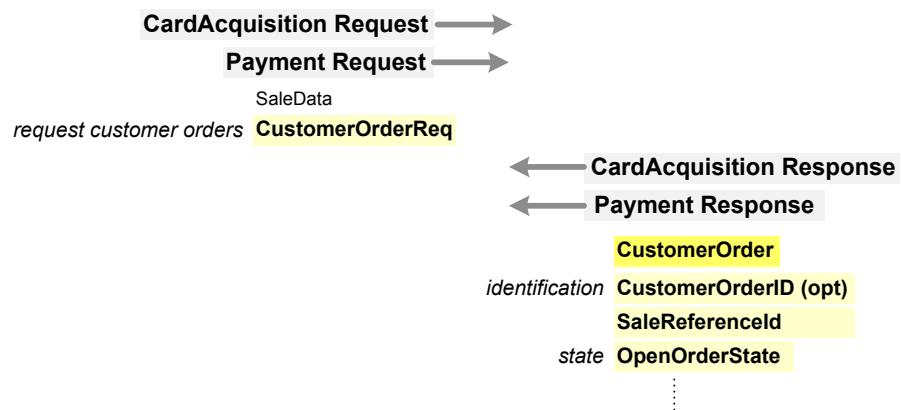 CardAcquisition Request
Payment Request
SaleData
request customer orders CustomerOrderReq
CardAcquisition Response
Payment Response
CustomerOrder
identification CustomerOrderID (opt)
SaleReferenceId
state OpenOrderState